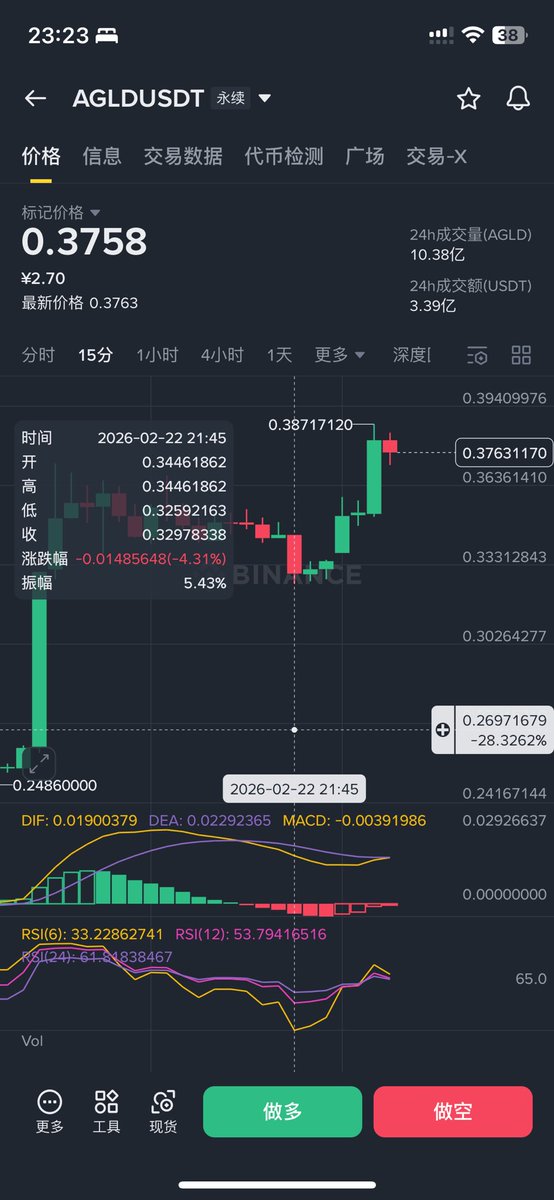 23:23
38
AGLDUSDT 永续
价格 信息 交易数据 代币检测 广场 交易-X
标记价格
0.3758
¥2.70
最新价格 0.3763
24h成交量(AGLD)
10.38亿
24h成交额(USDT)
3.39亿
分时 15分 1小时 4小时 1天 更多 深度
0.39409976
0.38717120
0.37631170
0.36361410
0.33312843
0.30264277
0.26971679
-28.3262%
0.24167144
时间 2026-02-22 21:45
开 0.34461862
高 0.34461862
低 0.32592163
收 0.32978338
涨跌幅 -0.01485648(-4.31%)
振幅 5.43%
BINANCE
0.24860000
2026-02-22 21:45
DIF: 0.01900379 DEA: 0.02292365 MACD: -0.00391986
0.02926637
0.00000000
RSI(6): 33.22862741 RSI(12): 53.79416516
RSI(24): 61.81838467
65.0
Vol
更多 工具 现货 做多 做空